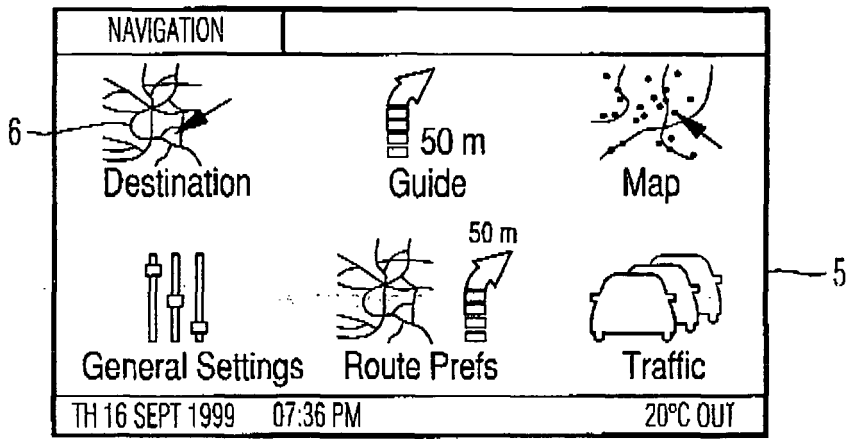 NAVIGATION
6
50 m
Destination Guide Map
50 m
5
General Settings Route Prefs Traffic
TH 16 SEPT 1999 07:36 PM 20°C OUT